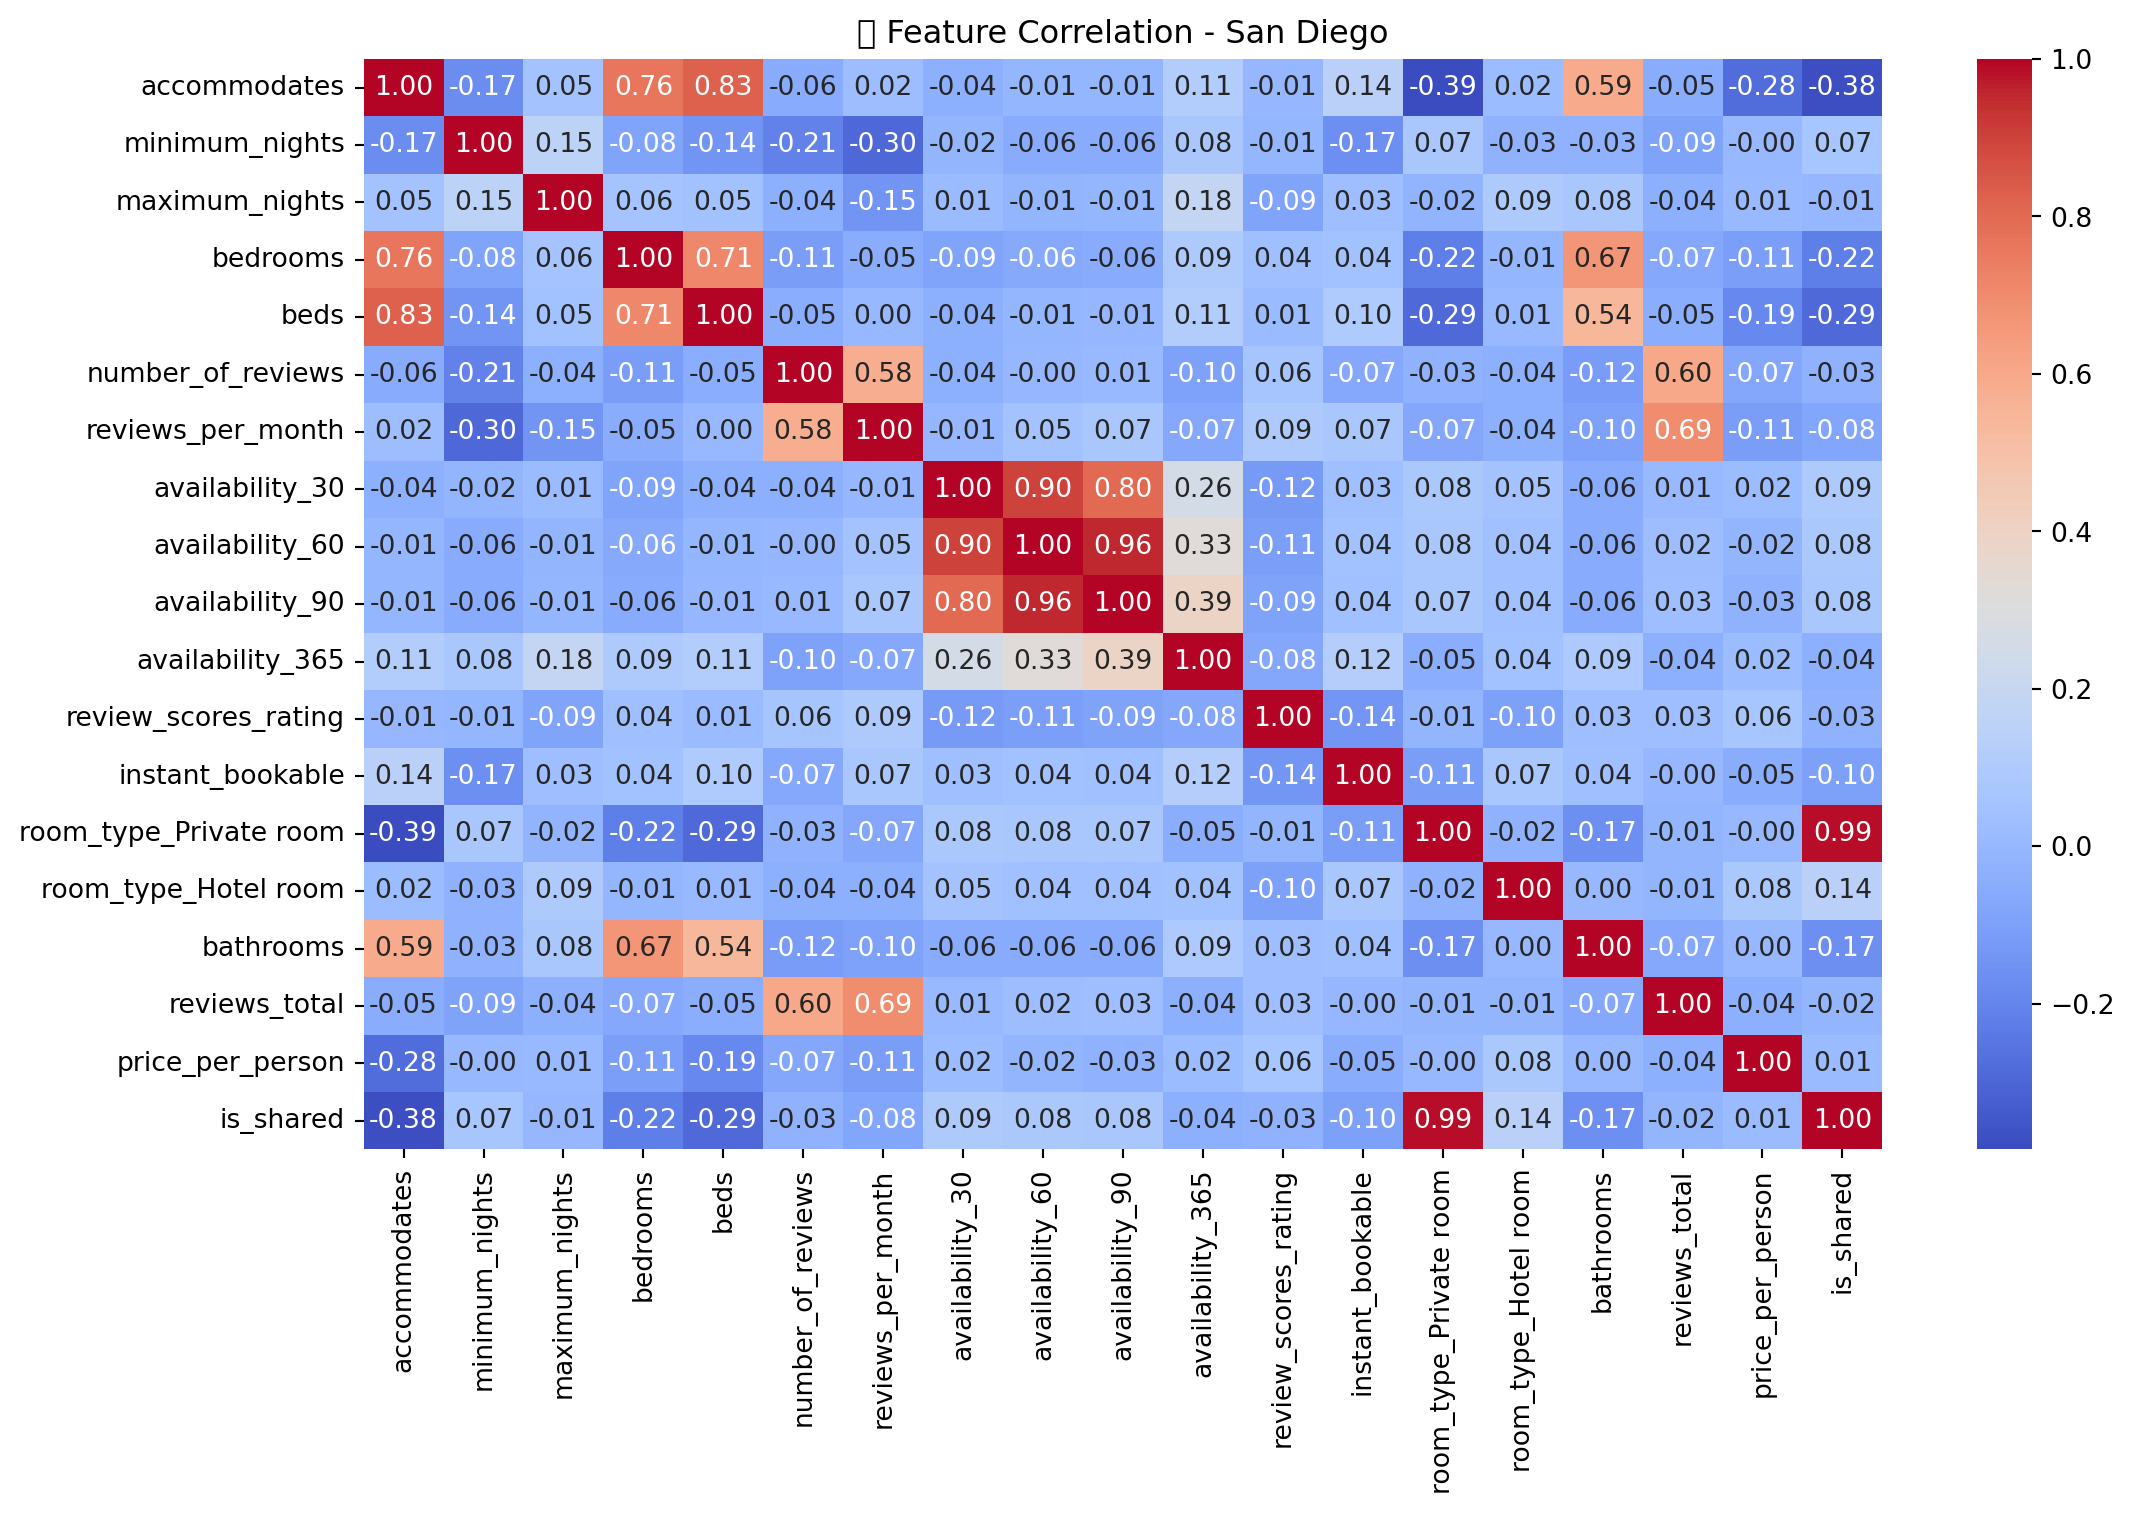 ▯ Feature Correlation - San Diego
accommodates 1.00 -0.17 0.05 0.76 0.83 -0.06 0.02 -0.04 -0.01 -0.01 0.11 -0.01 0.14 -0.39 0.02 0.59 -0.05 -0.28 -0.38
minimum_nights -0.17 1.00 0.15 -0.08 -0.14 -0.21 -0.30 -0.02 -0.06 -0.06 0.08 -0.01 -0.17 0.07 -0.03 -0.03 -0.09 -0.00 0.07
maximum_nights 0.05 0.15 1.00 0.06 0.05 -0.04 -0.15 0.01 -0.01 -0.01 0.18 -0.09 0.03 -0.02 0.09 0.08 -0.04 0.01 -0.01
bedrooms 0.76 -0.08 0.06 1.00 0.71 -0.11 -0.05 -0.09 -0.06 -0.06 0.09 0.04 0.04 -0.22 -0.01 0.67 -0.07 -0.11 -0.22
beds 0.83 -0.14 0.05 0.71 1.00 -0.05 0.00 -0.04 -0.01 -0.01 0.11 0.01 0.10 -0.29 0.01 0.54 -0.05 -0.19 -0.29
number_of_reviews -0.06 -0.21 -0.04 -0.11 -0.05 1.00 0.58 -0.04 -0.00 0.01 -0.10 0.06 -0.07 -0.03 -0.04 -0.12 0.60 -0.07 -0.03
reviews_per_month 0.02 -0.30 -0.15 -0.05 0.00 0.58 1.00 -0.01 0.05 0.07 -0.07 0.09 0.07 -0.07 -0.04 -0.10 0.69 -0.11 -0.08
availability_30 -0.04 -0.02 0.01 -0.09 -0.04 -0.04 -0.01 1.00 0.90 0.80 0.26 -0.12 0.03 0.08 0.05 -0.06 0.01 0.02 0.09
availability_60 -0.01 -0.06 -0.01 -0.06 -0.01 -0.00 0.05 0.90 1.00 0.96 0.33 -0.11 0.04 0.08 0.04 -0.06 0.02 -0.02 0.08
availability_90 -0.01 -0.06 -0.01 -0.06 -0.01 0.01 0.07 0.80 0.96 1.00 0.39 -0.09 0.04 0.07 0.04 -0.06 0.03 -0.03 0.08
availability_365 0.11 0.08 0.18 0.09 0.11 -0.10 -0.07 0.26 0.33 0.39 1.00 -0.08 0.12 -0.05 0.04 0.09 -0.04 0.02 -0.04
review_scores_rating -0.01 -0.01 -0.09 0.04 0.01 0.06 0.09 -0.12 -0.11 -0.09 -0.08 1.00 -0.14 -0.01 -0.10 0.03 0.03 0.06 -0.03
instant_bookable 0.14 -0.17 0.03 0.04 0.10 -0.07 0.07 0.03 0.04 0.04 0.12 -0.14 1.00 -0.11 0.07 0.04 -0.00 -0.05 -0.10
room_type_Private room -0.39 0.07 -0.02 -0.22 -0.29 -0.03 -0.07 0.08 0.08 0.07 -0.05 -0.01 -0.11 1.00 -0.02 -0.17 -0.01 -0.00 0.99
room_type_Hotel room 0.02 -0.03 0.09 -0.01 0.01 -0.04 -0.04 0.05 0.04 0.04 0.04 -0.10 0.07 -0.02 1.00 0.00 -0.01 0.08 0.14
bathrooms 0.59 -0.03 0.08 0.67 0.54 -0.12 -0.10 -0.06 -0.06 -0.06 0.09 0.03 0.04 -0.17 0.00 1.00 -0.07 0.00 -0.17
reviews_total -0.05 -0.09 -0.04 -0.07 -0.05 0.60 0.69 0.01 0.02 0.03 -0.04 0.03 -0.00 -0.01 -0.01 -0.07 1.00 -0.04 -0.02
price_per_person -0.28 -0.00 0.01 -0.11 -0.19 -0.07 -0.11 0.02 -0.02 -0.03 0.02 0.06 -0.05 -0.00 0.08 0.00 -0.04 1.00 0.01
is_shared -0.38 0.07 -0.01 -0.22 -0.29 -0.03 -0.08 0.09 0.08 0.08 -0.04 -0.03 -0.10 0.99 0.14 -0.17 -0.02 0.01 1.00
accommodates
minimum_nights
maximum_nights
bedrooms
beds
number_of_reviews
reviews_per_month
availability_30
availability_60
availability_90
availability_365
review_scores_rating
instant_bookable
room_type_Private room
room_type_Hotel room
bathrooms
reviews_total
price_per_person
is_shared
1.0
0.8
0.6
0.4
0.2
0.0
−0.2